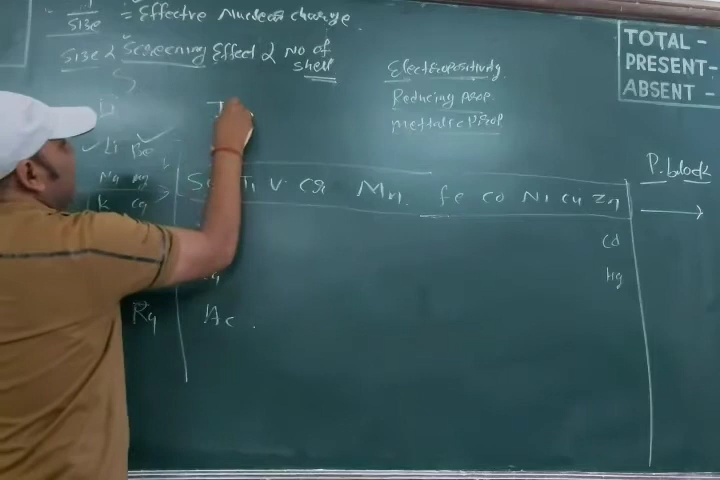 1/Size = Effective Nuclear charge
Size α Screening Effect α No of
shell
Electropositivity
Reducing prop.
metallic Prop
TOTAL -
PRESENT-
ABSENT -
P. block
Li Be
Na Mg
K Ca
Sc Ti V Cr Mn Fe Co Ni Cu Zn
Cd
Hg
Ra Ac